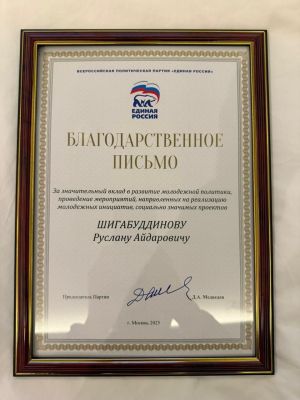 ВСЕРОССИЙСКАЯ ПОЛИТИЧЕСКАЯ ПАРТИЯ «ЕДИНАЯ РОССИЯ»
ЕДИНАЯ
РОССИЯ
БЛАГОДАРСТВЕННОЕ
ПИСЬМО
За значительный вклад в развитие молодежной политики,
проведение мероприятий, направленных на реализацию
молодежных инициатив, социально значимых проектов
ШИГАБУДДИНОВУ
Руслану Айдаровичу
Председатель Партии Д.А. Медведев
г. Москва, 2023